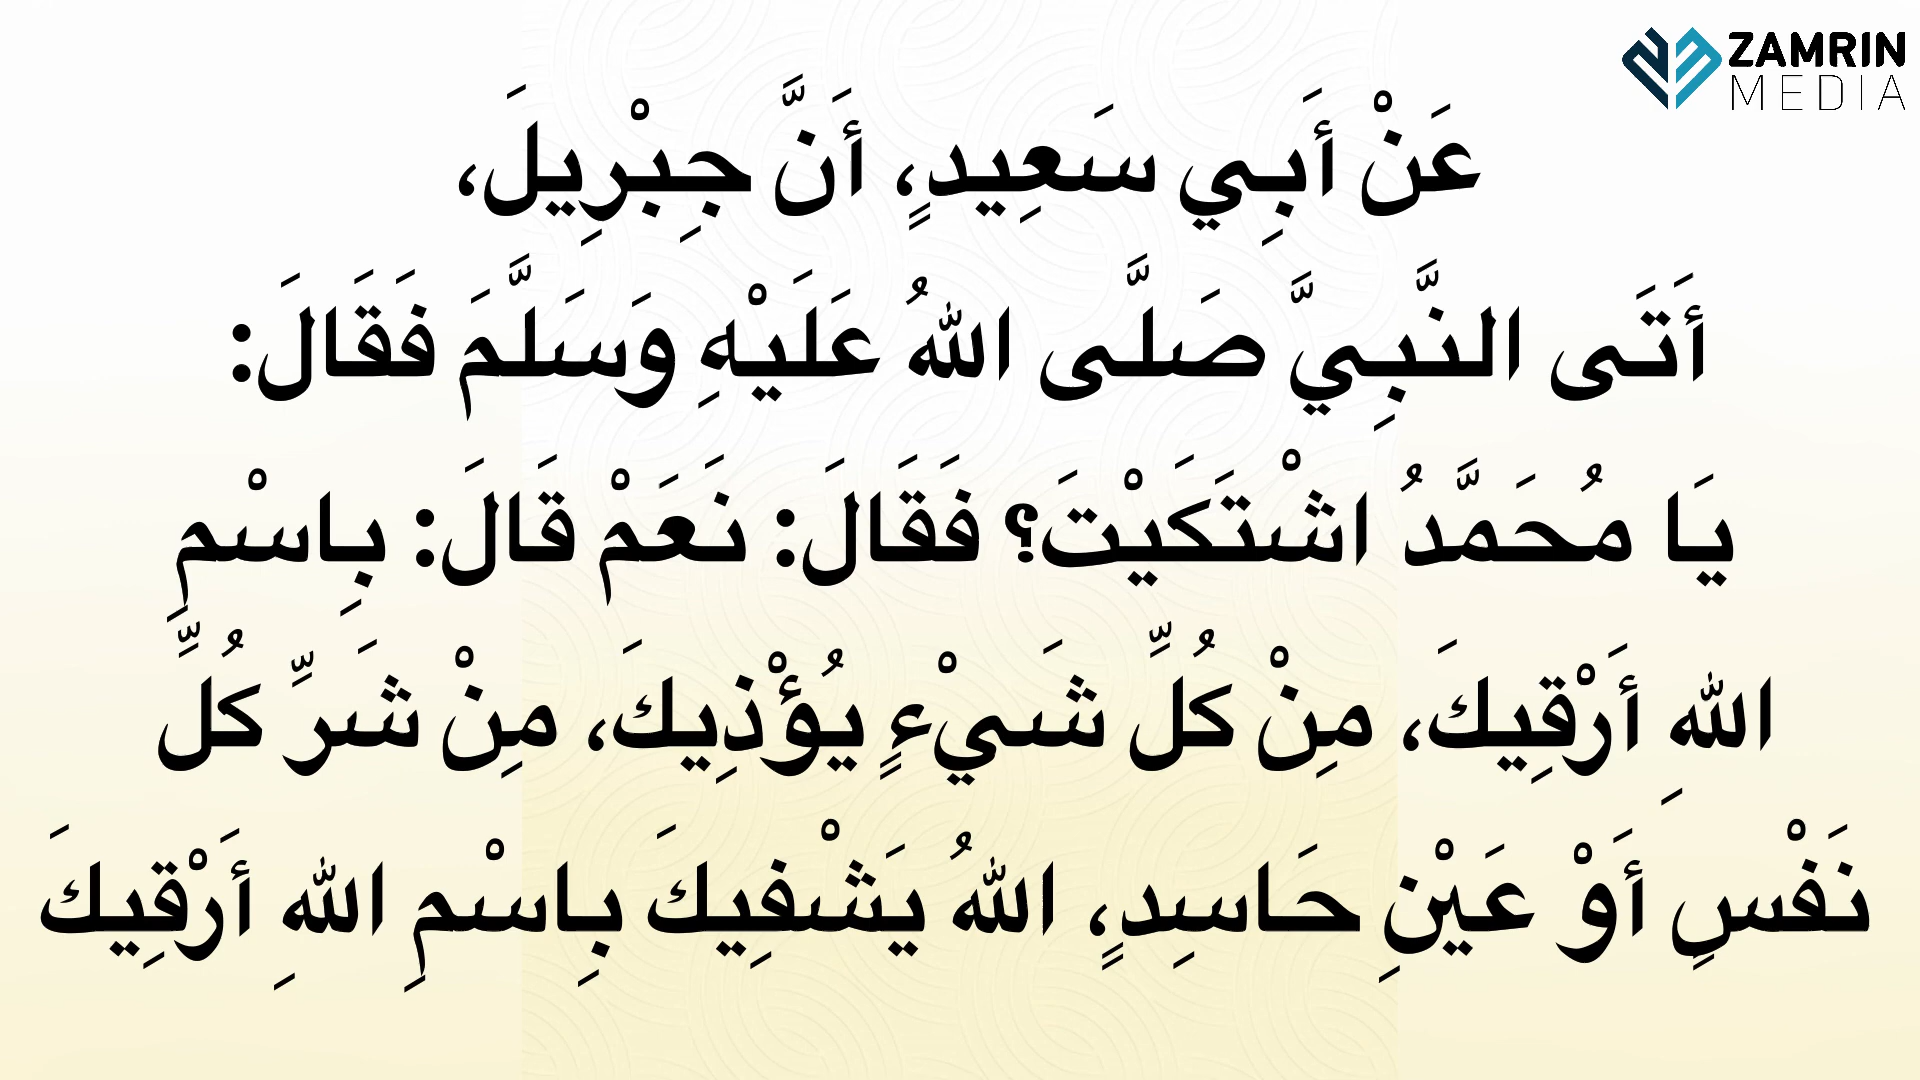 ZAMRIN
MEDIA
عَنْ أَبِي سَعِيدٍ، أَنَّ جِبْرِيلَ،
أَتَى النَّبِيَّ صَلَّى اللهُ عَلَيْهِ وَسَلَّمَ فَقَالَ:
يَا مُحَمَّدُ اشْتَكَيْتَ؟ فَقَالَ: نَعَمْ قَالَ: بِاسْمِ
اللهِ أَرْقِيكَ، مِنْ كُلِّ شَيْءٍ يُؤْذِيكَ، مِنْ شَرِّ كُلِّ
نَفْسٍ أَوْ عَيْنِ حَاسِدٍ، اللهُ يَشْفِيكَ بِاسْمِ اللهِ أَرْقِيكَ